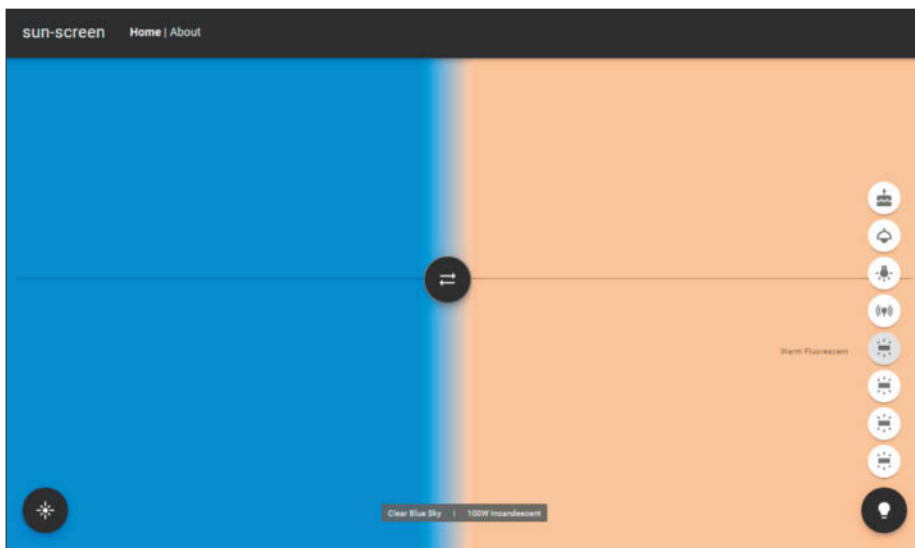 sun-screen Home | About
Warm Fluorescent
Clear Blue Sky | 100W Incandescent